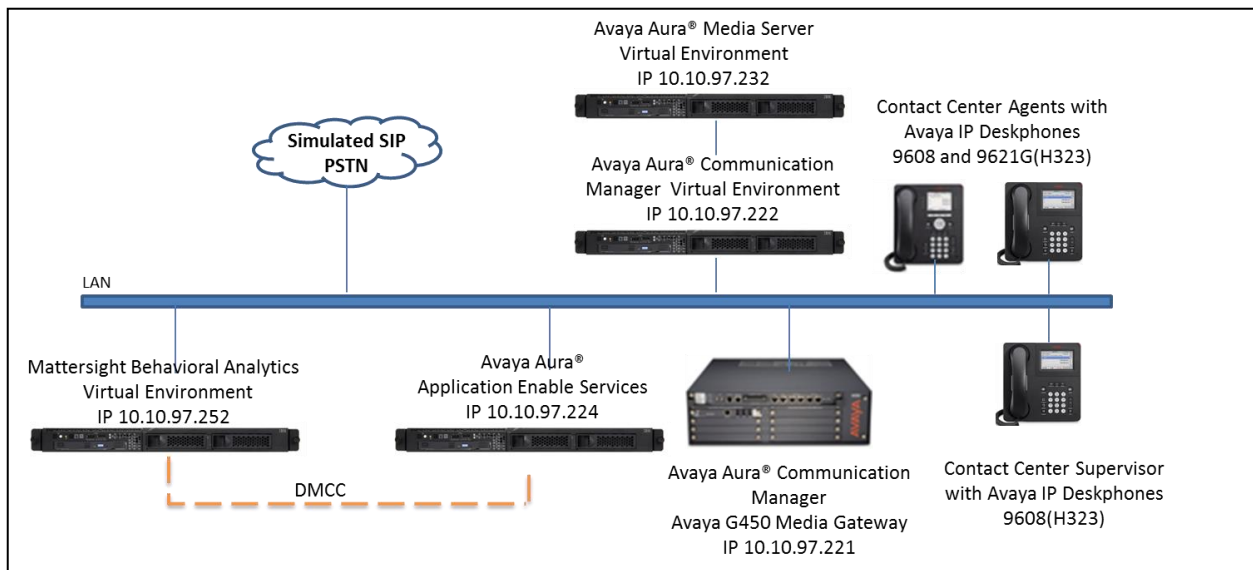 Avaya Aura® Media Server
Virtual Environment
IP 10.10.97.232
Simulated SIP
PSTN
Avaya Aura® Communication
Manager Virtual Environment
IP 10.10.97.222
Contact Center Agents with
Avaya IP Deskphones
9608 and 9621G(H323)
LAN
Mattersight Behavioral Analytics
Virtual Environment
IP 10.10.97.252
Avaya Aura®
Application Enable Services
IP 10.10.97.224
AVAYA
DMCC
Avaya Aura® Communication
Manager
Avaya G450 Media Gateway
IP 10.10.97.221
Contact Center Supervisor
with Avaya IP Deskphones
9608(H323)